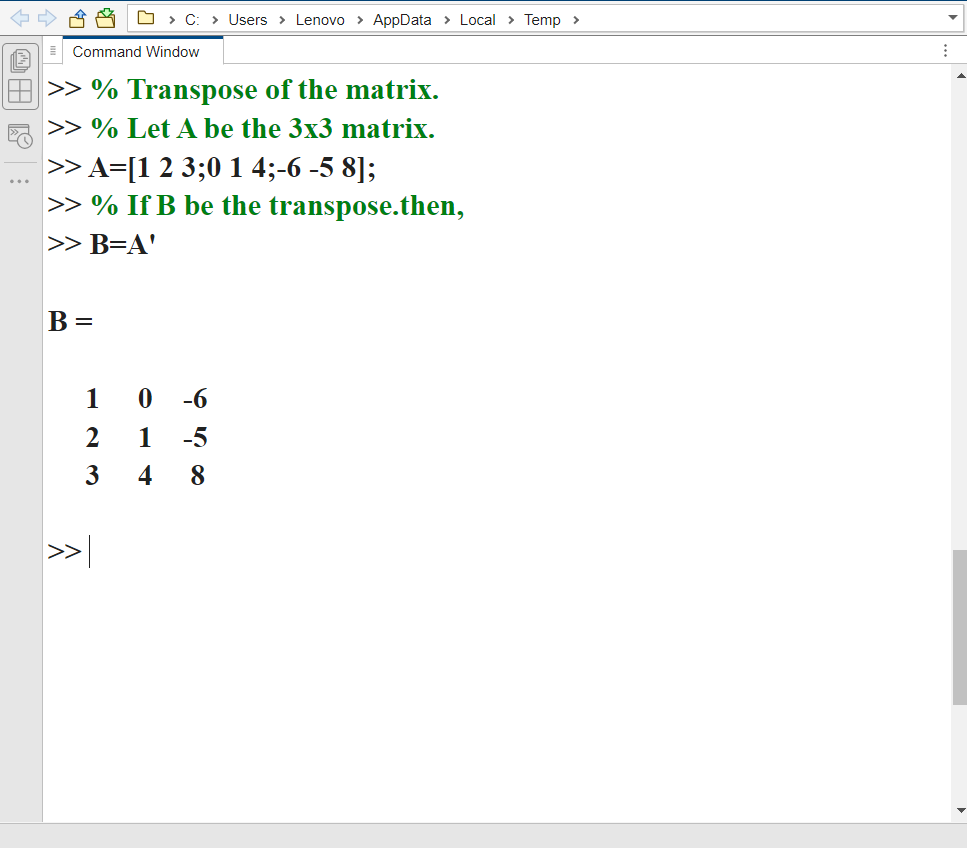 C: > Users > Lenovo > AppData > Local > Temp >
Command Window
>> % Transpose of the matrix.
>> % Let A be the 3x3 matrix.
>> A=[1 2 3;0 1 4;-6 -5 8];
>> % If B be the transpose.then,
>> B=A'
B =
1 0 -6
2 1 -5
3 4 8
>>